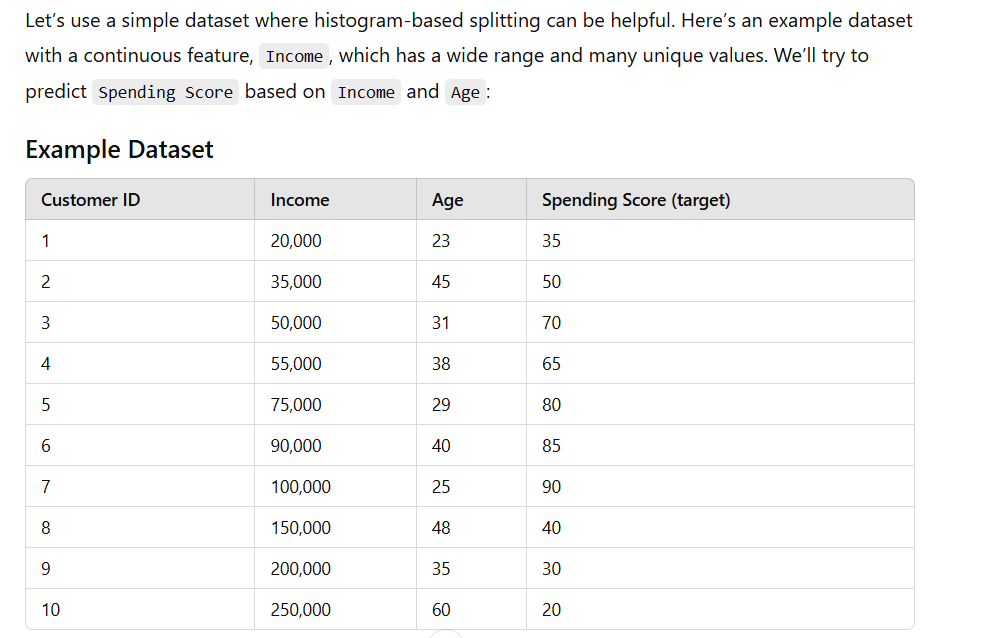 Let's use a simple dataset where histogram-based splitting can be helpful. Here's an example dataset
with a continuous feature, Income, which has a wide range and many unique values. We'll try to
predict Spending Score based on Income and Age:
Example Dataset
Customer ID Income Age Spending Score (target)
1 20,000 23 35
2 35,000 45 50
3 50,000 31 70
4 55,000 38 65
5 75,000 29 80
6 90,000 40 85
7 100,000 25 90
8 150,000 48 40
9 200,000 35 30
10 250,000 60 20